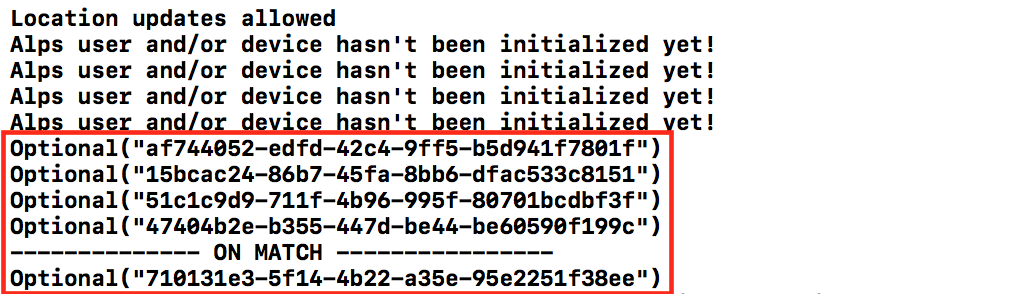 Location updates allowed
Alps user and/or device hasn't been initialized yet!
Alps user and/or device hasn't been initialized yet!
Alps user and/or device hasn't been initialized yet!
Alps user and/or device hasn't been initialized yet!
Optional("af744052-edfd-42c4-9ff5-b5d941f7801f")
Optional("15bcac24-86b7-45fa-8bb6-dfac533c8151")
Optional("51c1c9d9-711f-4b96-995f-80701bcdbf3f")
Optional("47404b2e-b355-447d-be44-be60590f199c")
-------------- ON MATCH ----------------
Optional("710131e3-5f14-4b22-a35e-95e2251f38ee")